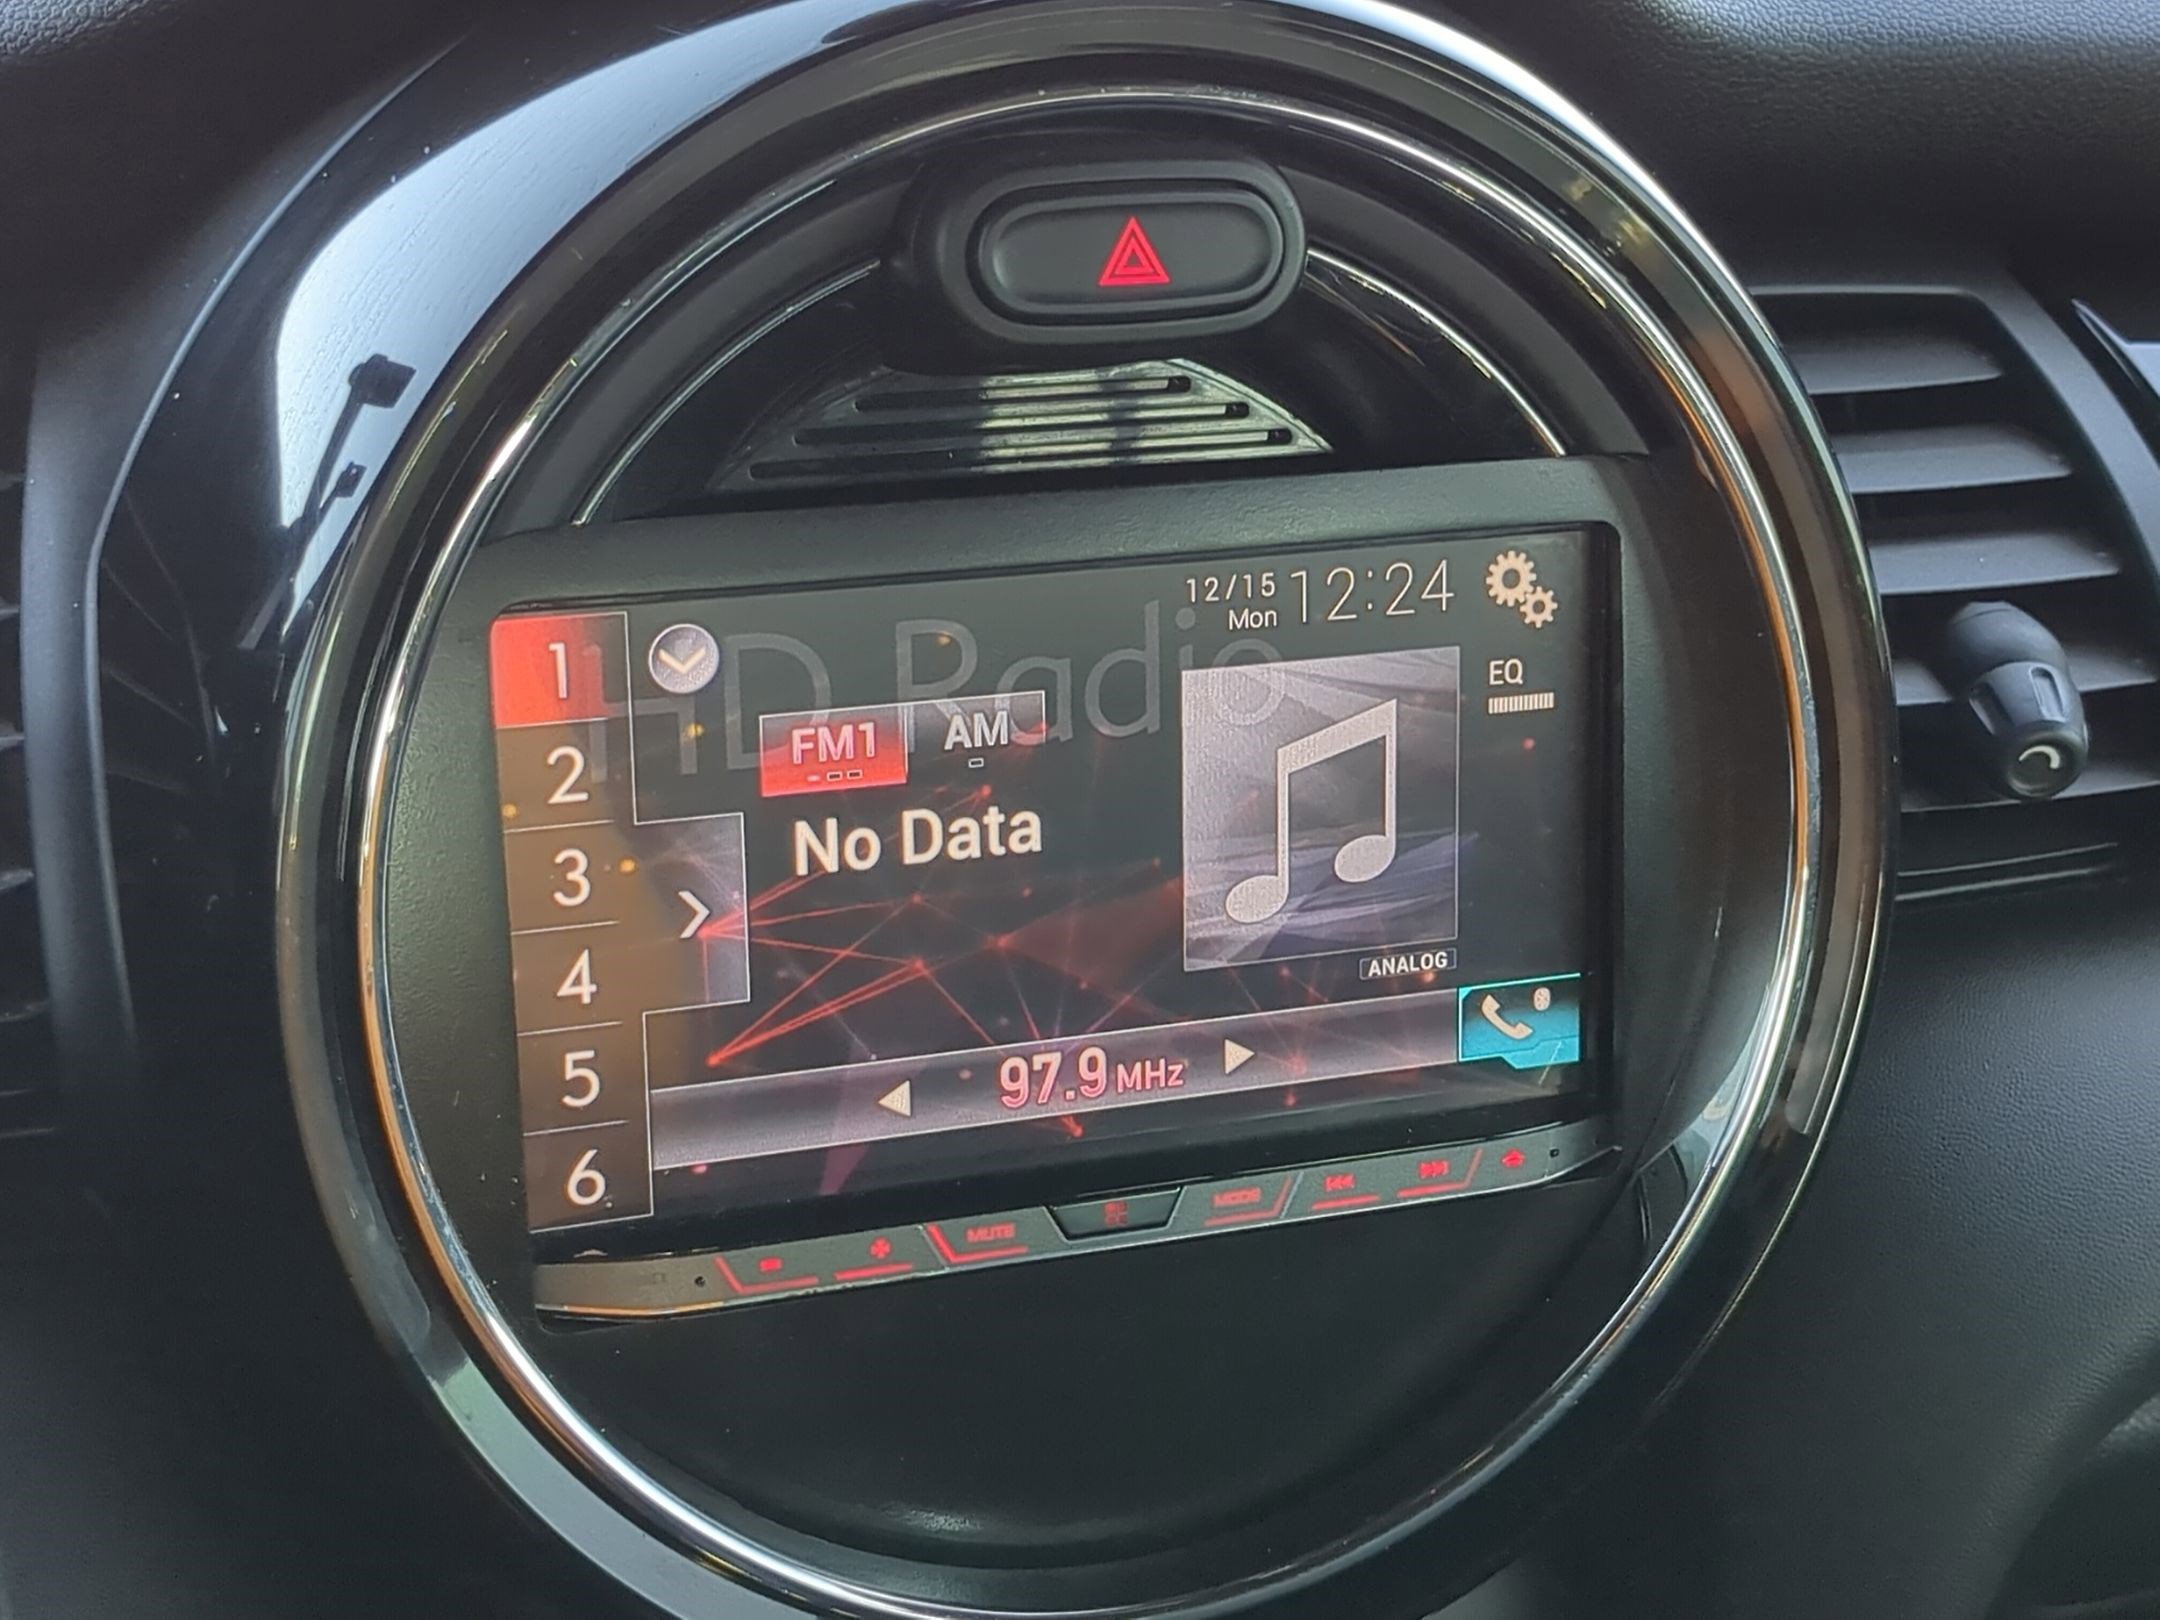 12/15
Mon
12:24
HD Radio
1
2
3
4
5
6
FM1
AM
EQ
No Data
ANALOG
97.9 MHz
MUTE
MODE